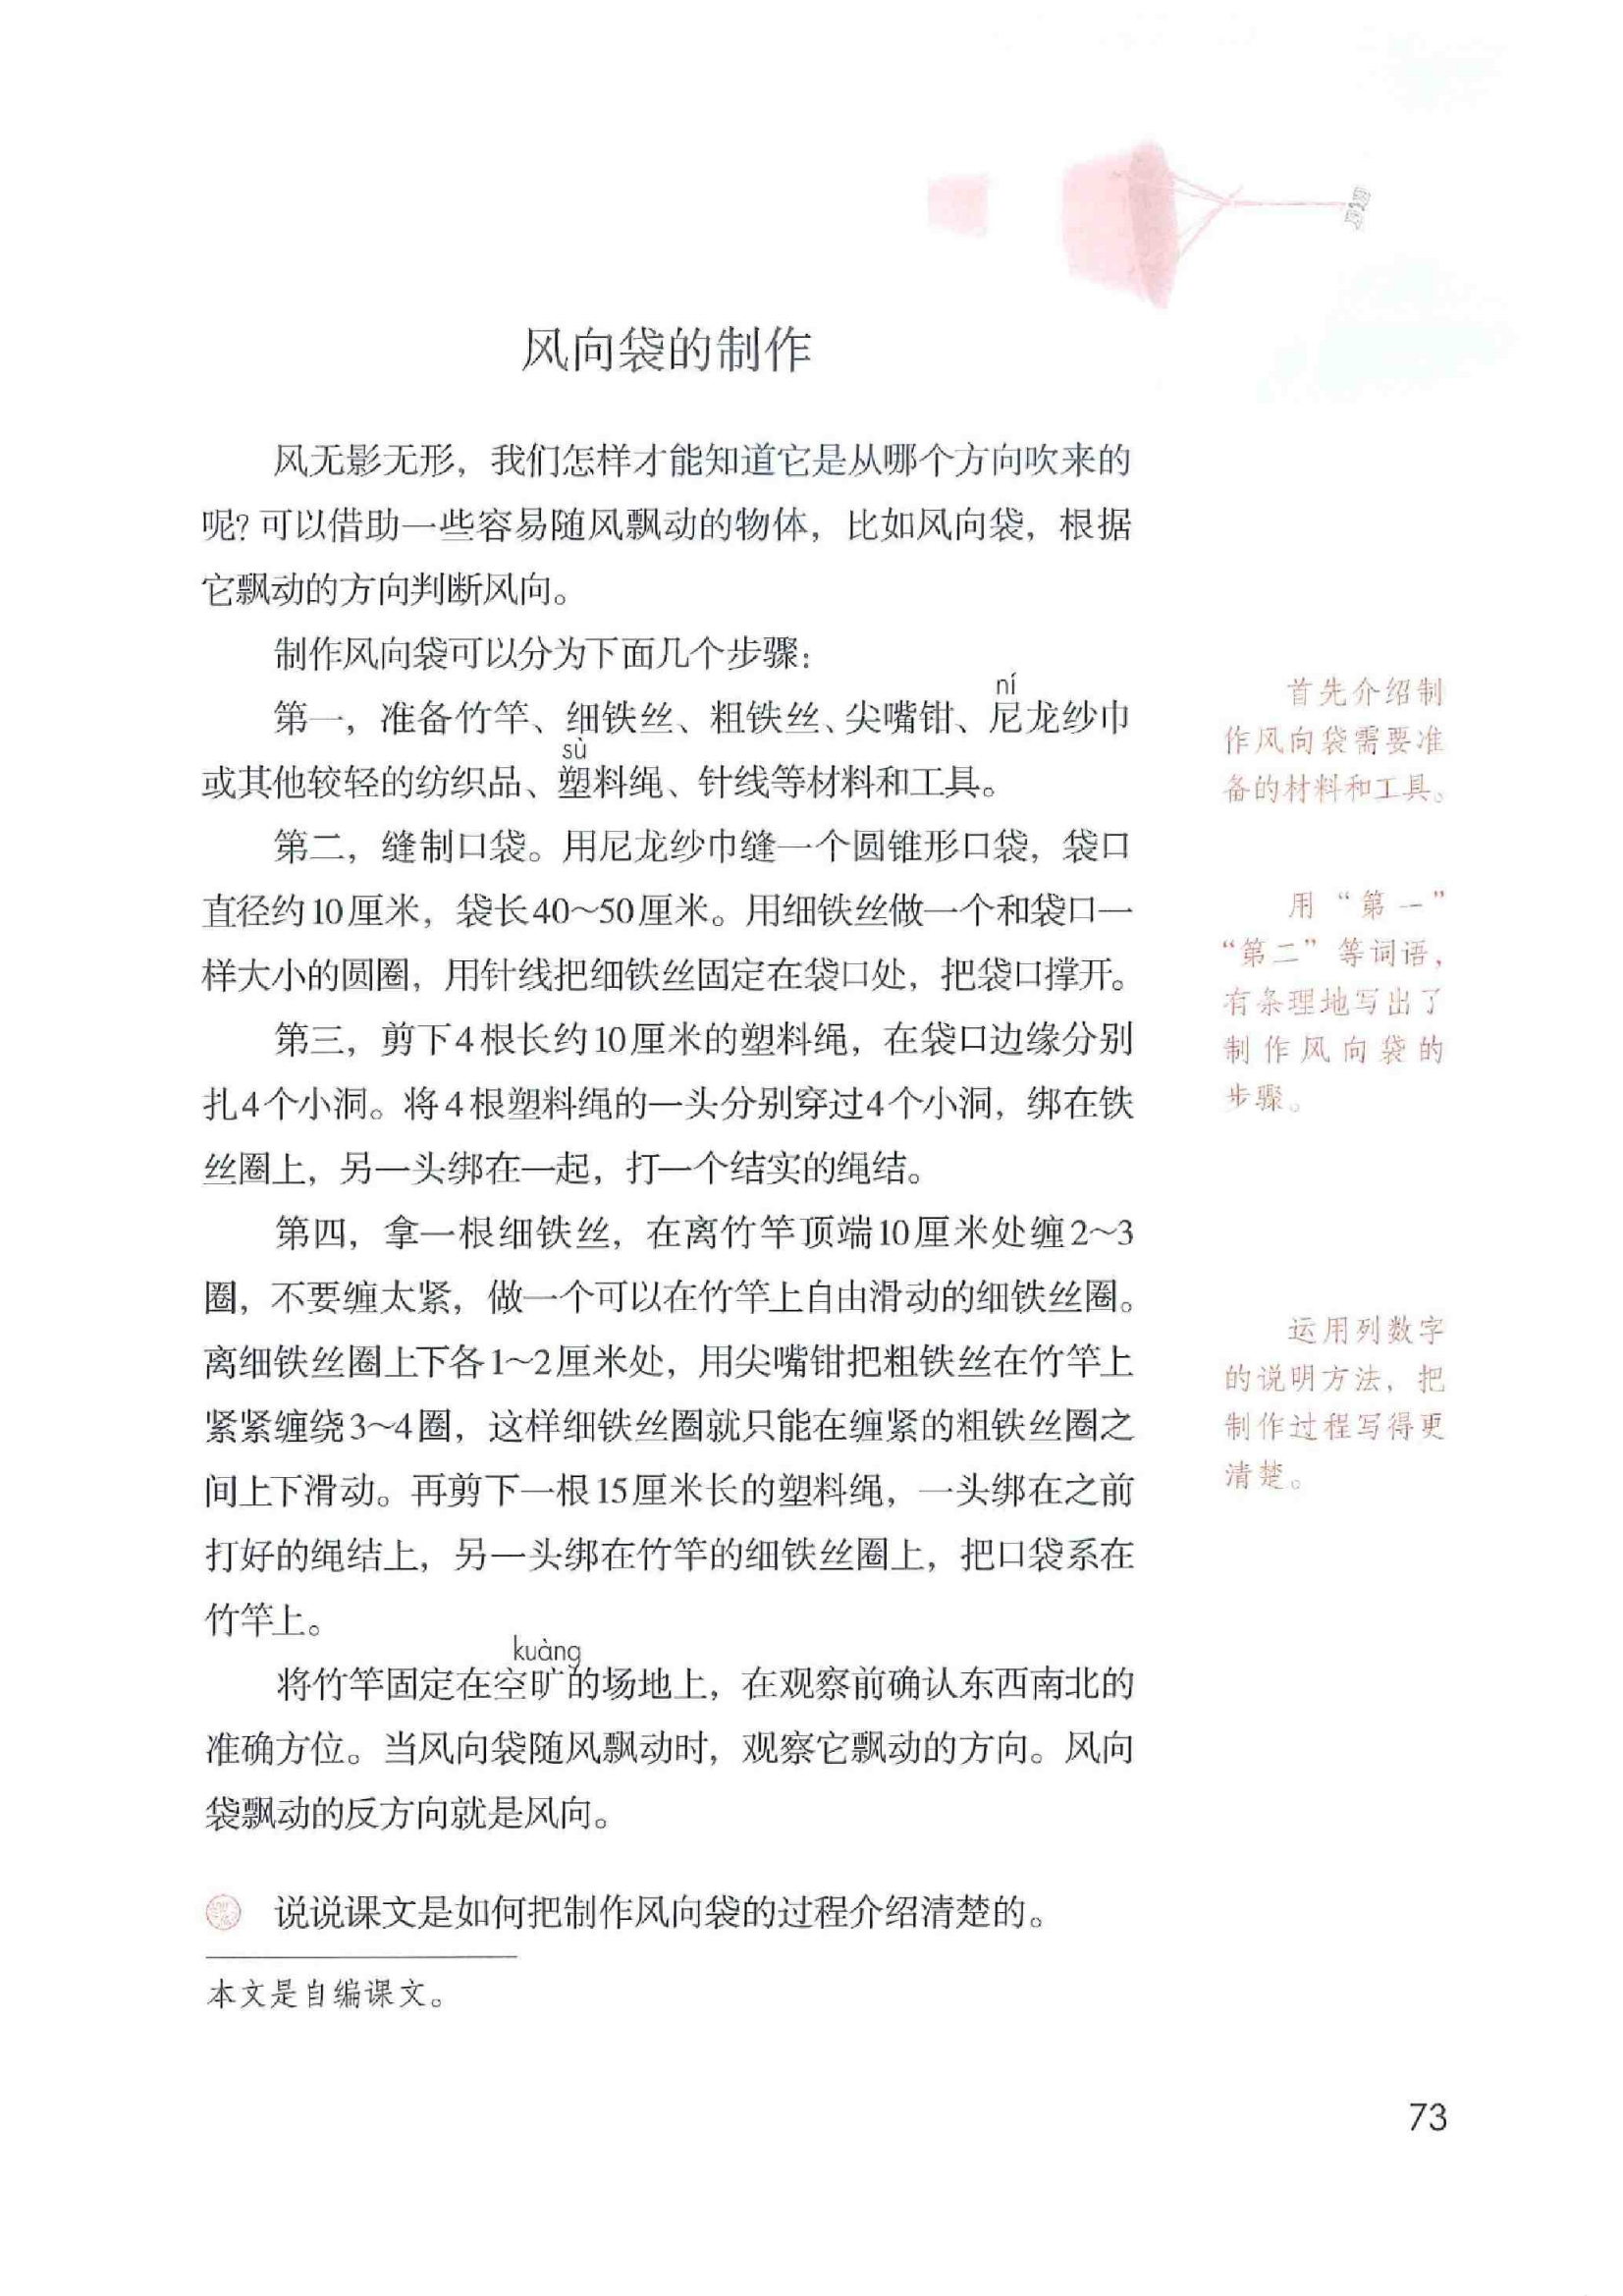 风向袋的制作
风无影无形，我们怎样才能知道它是从哪个方向吹来的
呢？可以借助一些容易随风飘动的物体，比如风向袋，根据
它飘动的方向判断风向。
制作风向袋可以分为下面几个步骤：
ní
第一，准备竹竿、细铁丝、粗铁丝、尖嘴钳、尼龙纱巾
sù
或其他较轻的纺织品、塑料绳、针线等材料和工具。
第二，缝制口袋。用尼龙纱巾缝一个圆锥形口袋，袋口
直径约10厘米，袋长40～50厘米。用细铁丝做一个和袋口一
样大小的圆圈，用针线把细铁丝固定在袋口处，把袋口撑开。
第三，剪下4根长约10厘米的塑料绳，在袋口边缘分别
扎4个小洞。将4根塑料绳的一头分别穿过4个小洞，绑在铁
丝圈上，另一头绑在一起，打一个结实的绳结。
第四，拿一根细铁丝，在离竹竿顶端10厘米处缠2～3
圈，不要缠太紧，做一个可以在竹竿上自由滑动的细铁丝圈。
离细铁丝圈上下各1～2厘米处，用尖嘴钳把粗铁丝在竹竿上
紧紧缠绕3～4圈，这样细铁丝圈就只能在缠紧的粗铁丝圈之
间上下滑动。再剪下一根15厘米长的塑料绳，一头绑在之前
打好的绳结上，另一头绑在竹竿的细铁丝圈上，把口袋系在
竹竿上。
kuàng
将竹竿固定在空旷的场地上，在观察前确认东西南北的
准确方位。当风向袋随风飘动时，观察它飘动的方向。风向
袋飘动的反方向就是风向。
首先介绍制
作风向袋需要准
备的材料和工具。
用“第一”
“第二”等词语，
有条理地写出了
制作风向袋的
步骤。
运用列数字
的说明方法，把
制作过程写得更
清楚。
说说课文是如何把制作风向袋的过程介绍清楚的。
本文是自编课文。
73